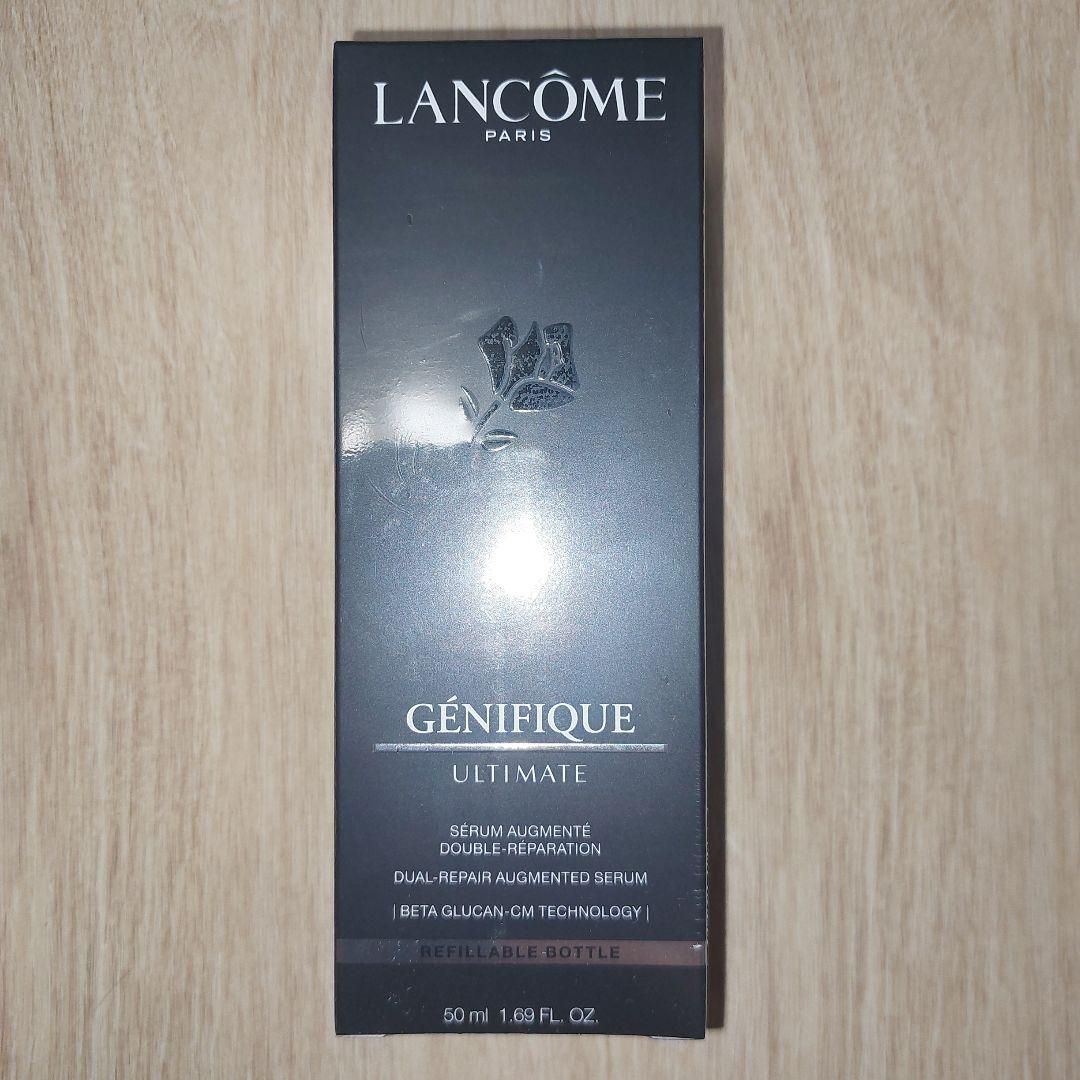 LANCÔME
PARIS
GÉNIFIQUE
ULTIMATE
SÉRUM AUGMENTÉ
DOUBLE-RÉPARATION
DUAL-REPAIR AUGMENTED SERUM
| BETA GLUCAN-CM TECHNOLOGY |
REFILLABLE BOTTLE
50 ml 1.69 FL. OZ.